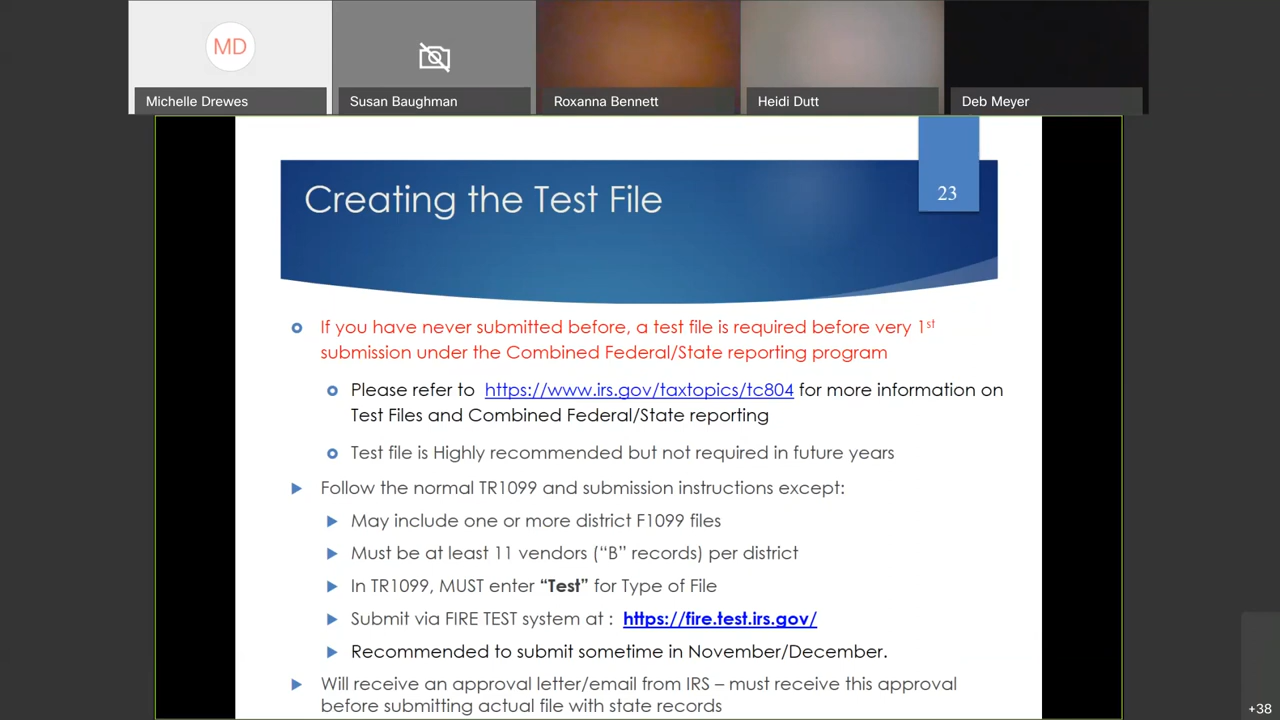 MD
Michelle Drewes
Susan Baughman
Roxanna Bennett
Heidi Dutt
Deb Meyer
23
Creating the Test File
If you have never submitted before, a test file is required before very 1st
submission under the Combined Federal/State reporting program
Please refer to https://www.irs.gov/taxtopics/tc804 for more information on
Test Files and Combined Federal/State reporting
Test file is Highly recommended but not required in future years
Follow the normal TR1099 and submission instructions except:
May include one or more district F1099 files
Must be at least 11 vendors (“B” records) per district
In TR1099, MUST enter “Test” for Type of File
Submit via FIRE TEST system at : https://fire.test.irs.gov/
Recommended to submit sometime in November/December.
Will receive an approval letter/email from IRS – must receive this approval
before submitting actual file with state records
+38